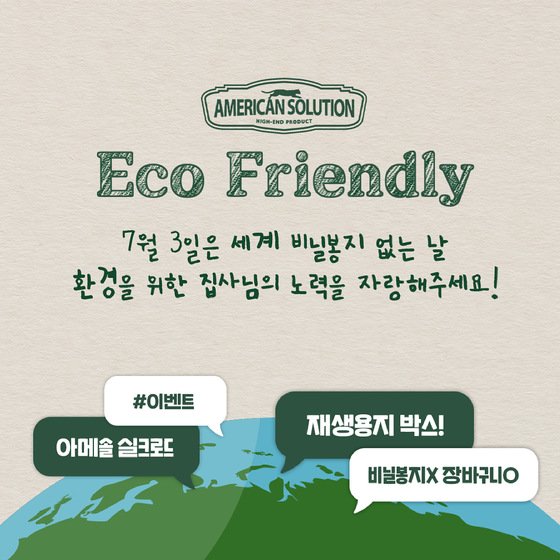 AMERICAN SOLUTION
HIGH-END PRODUCT
Eco Friendly
7월 3일은 세계 비닐봉지 없는 날
환경을 위한 집사님의 노력을 자랑해주세요!
#이벤트
아메솔 실크로드
재생용지 박스!
비닐봉지X 장바구니O